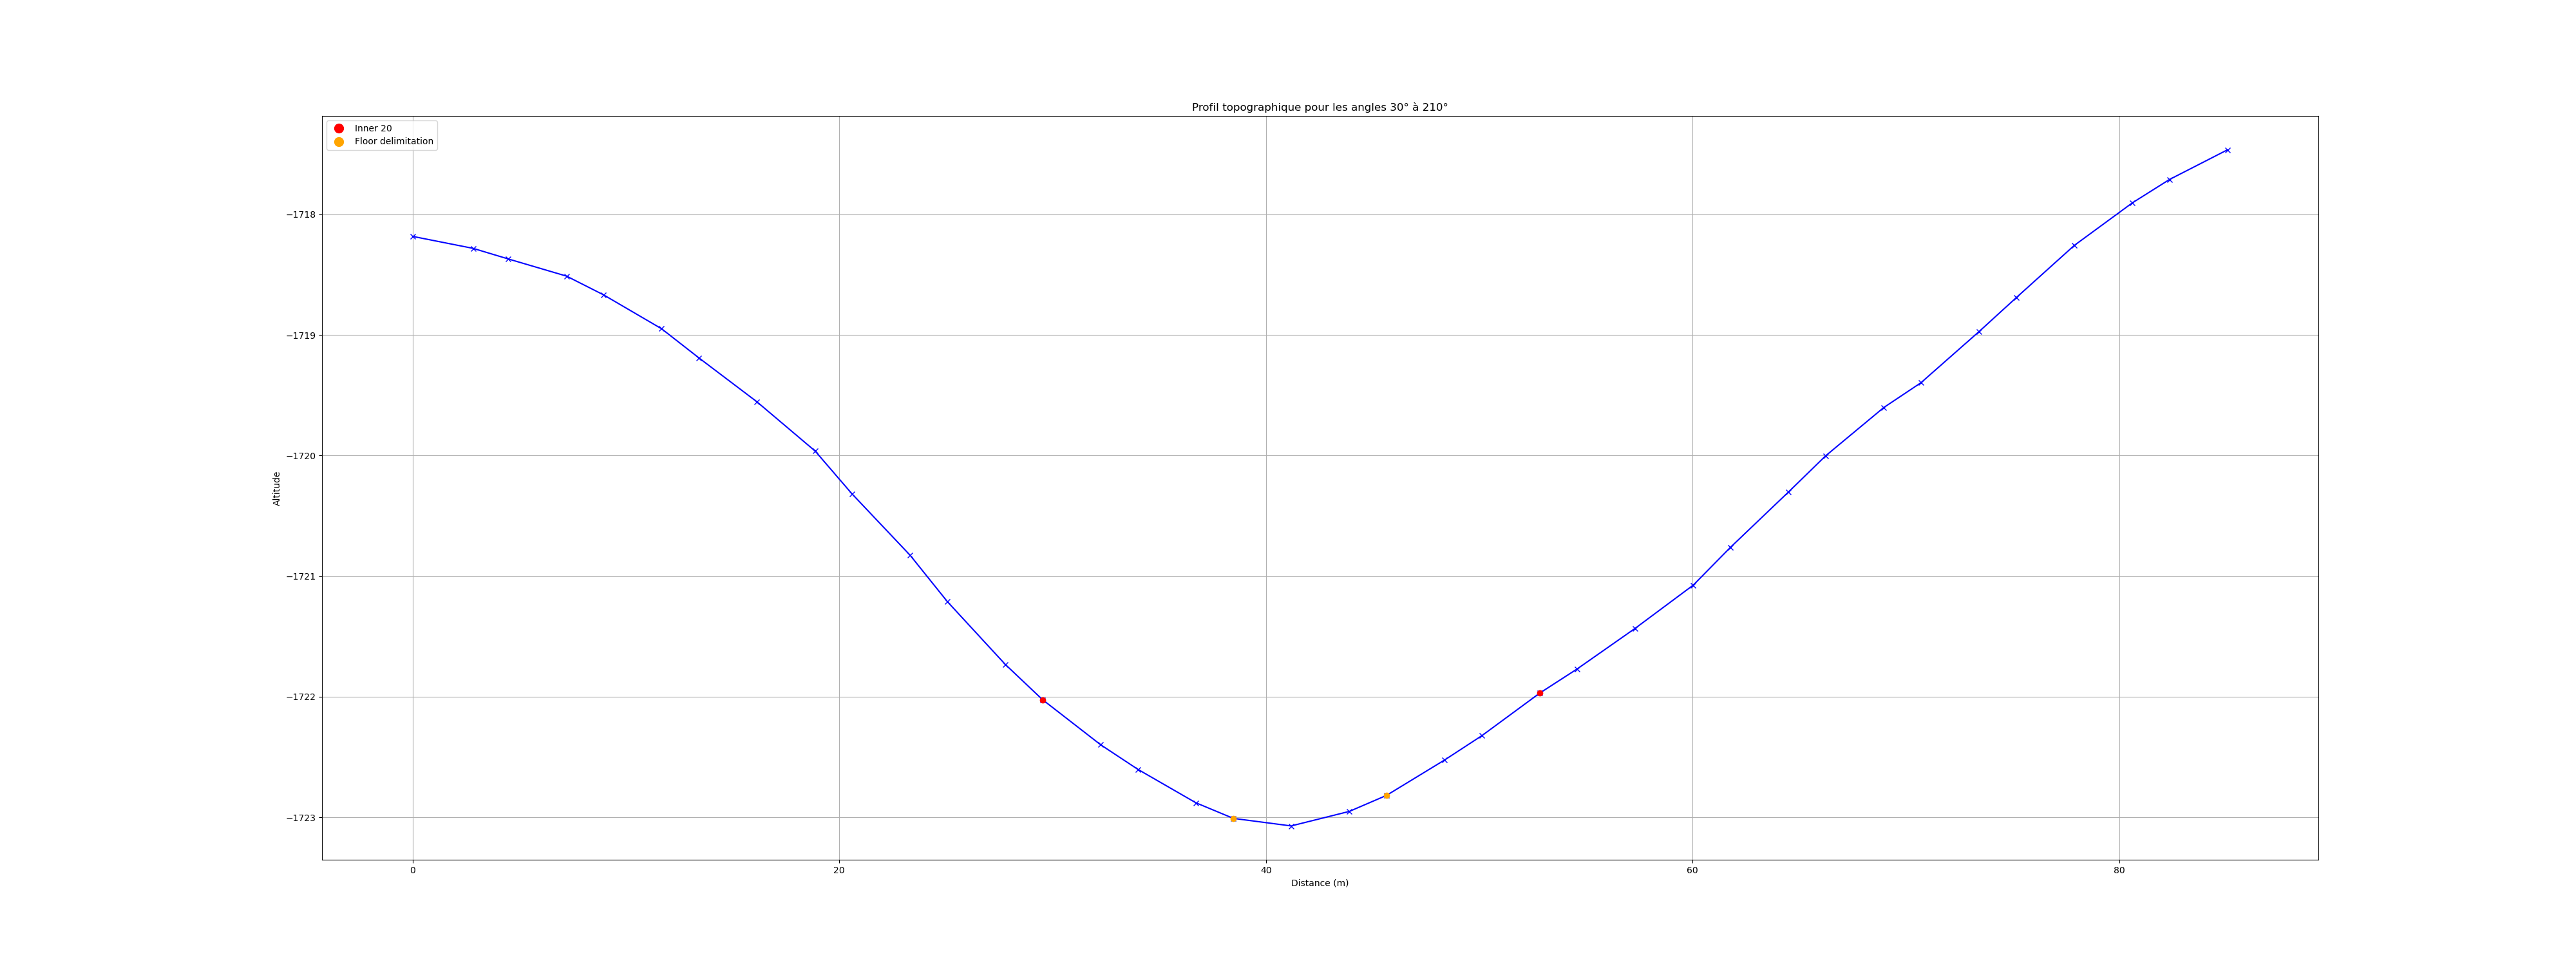 Profil topographique pour les angles 30° à 210°
Inner 20
Floor delimitation
−1718
−1719
−1720
−1721
−1722
−1723
Altitude
0 20 40 60 80
Distance (m)